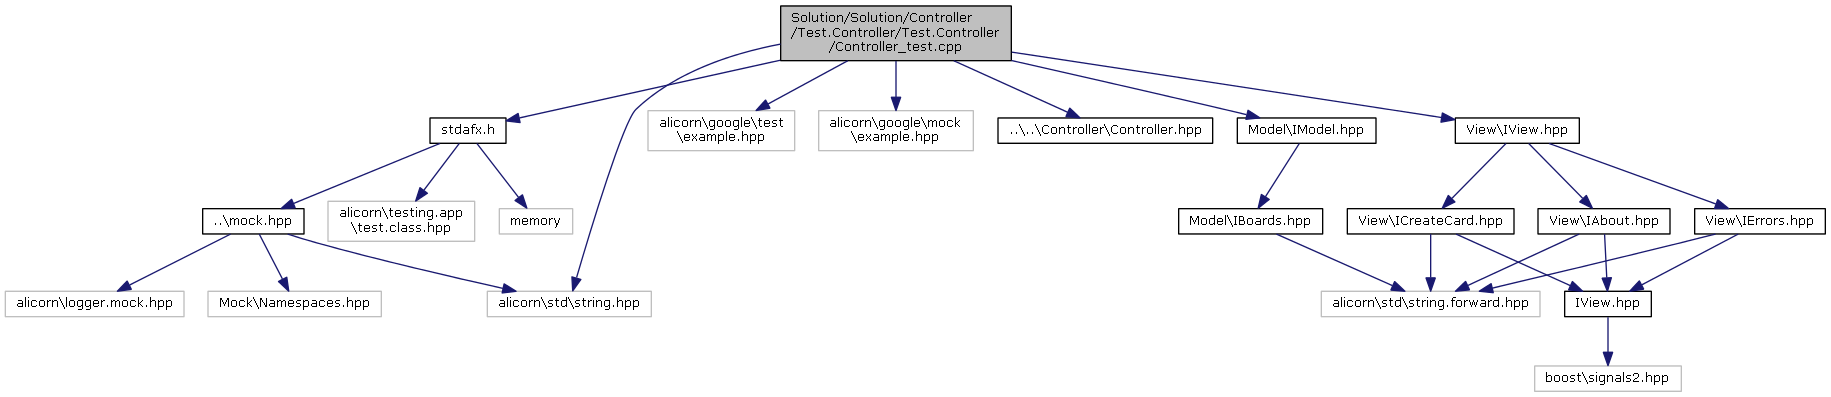 Solution/Solution/Controller
/Test.Controller/Test.Controller
/Controller_test.cpp
stdafx.h
alicorn\google\test
\example.hpp
alicorn\google\mock
\example.hpp
..\..\Controller\Controller.hpp
Model\IModel.hpp
View\IView.hpp
..\mock.hpp
alicorn\testing.app
\test.class.hpp
memory
Model\IBoards.hpp
View\ICreateCard.hpp
View\IAbout.hpp
View\IErrors.hpp
alicorn\logger.mock.hpp
Mock\Namespaces.hpp
alicorn\std\string.hpp
alicorn\std\string.forward.hpp
IView.hpp
boost\signals2.hpp